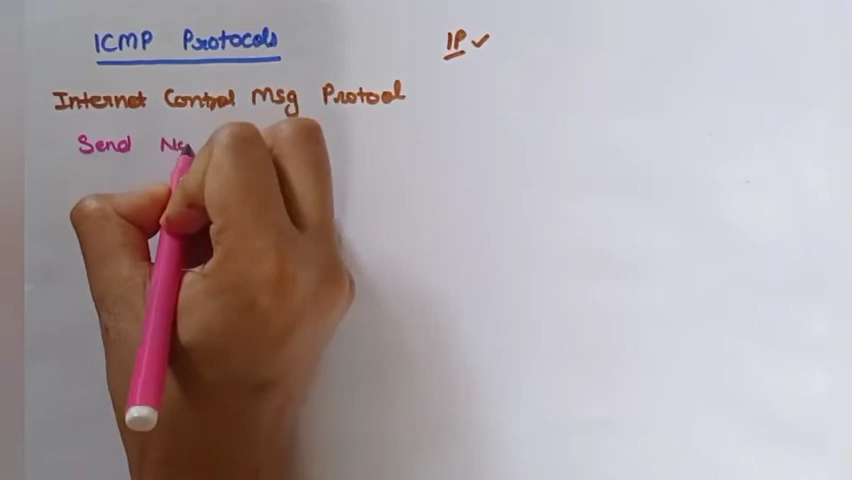 ICMP Protocols
IP ✓
Internet Control Msg Protocol
Send